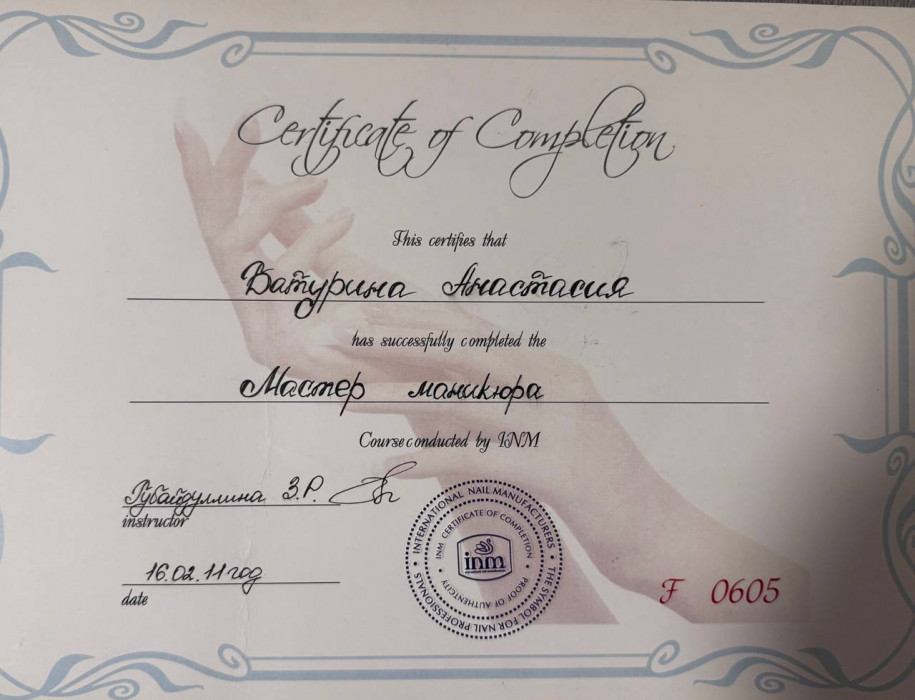 Certificate of Completion
This certifies that
Ватурина Анастасия
has successfully completed the
Мастер маникюра
Course conducted by INM
Губайдуллина З.Р.
instructor
16.02.11 год
date
INTERNATIONAL NAIL MANUFACTURERS • THE SYMBOL FOR NAIL PROFESSIONALS •
INM CERTIFICATE OF COMPLETION • PROOF OF AUTHENTICITY •
inm
F 0605